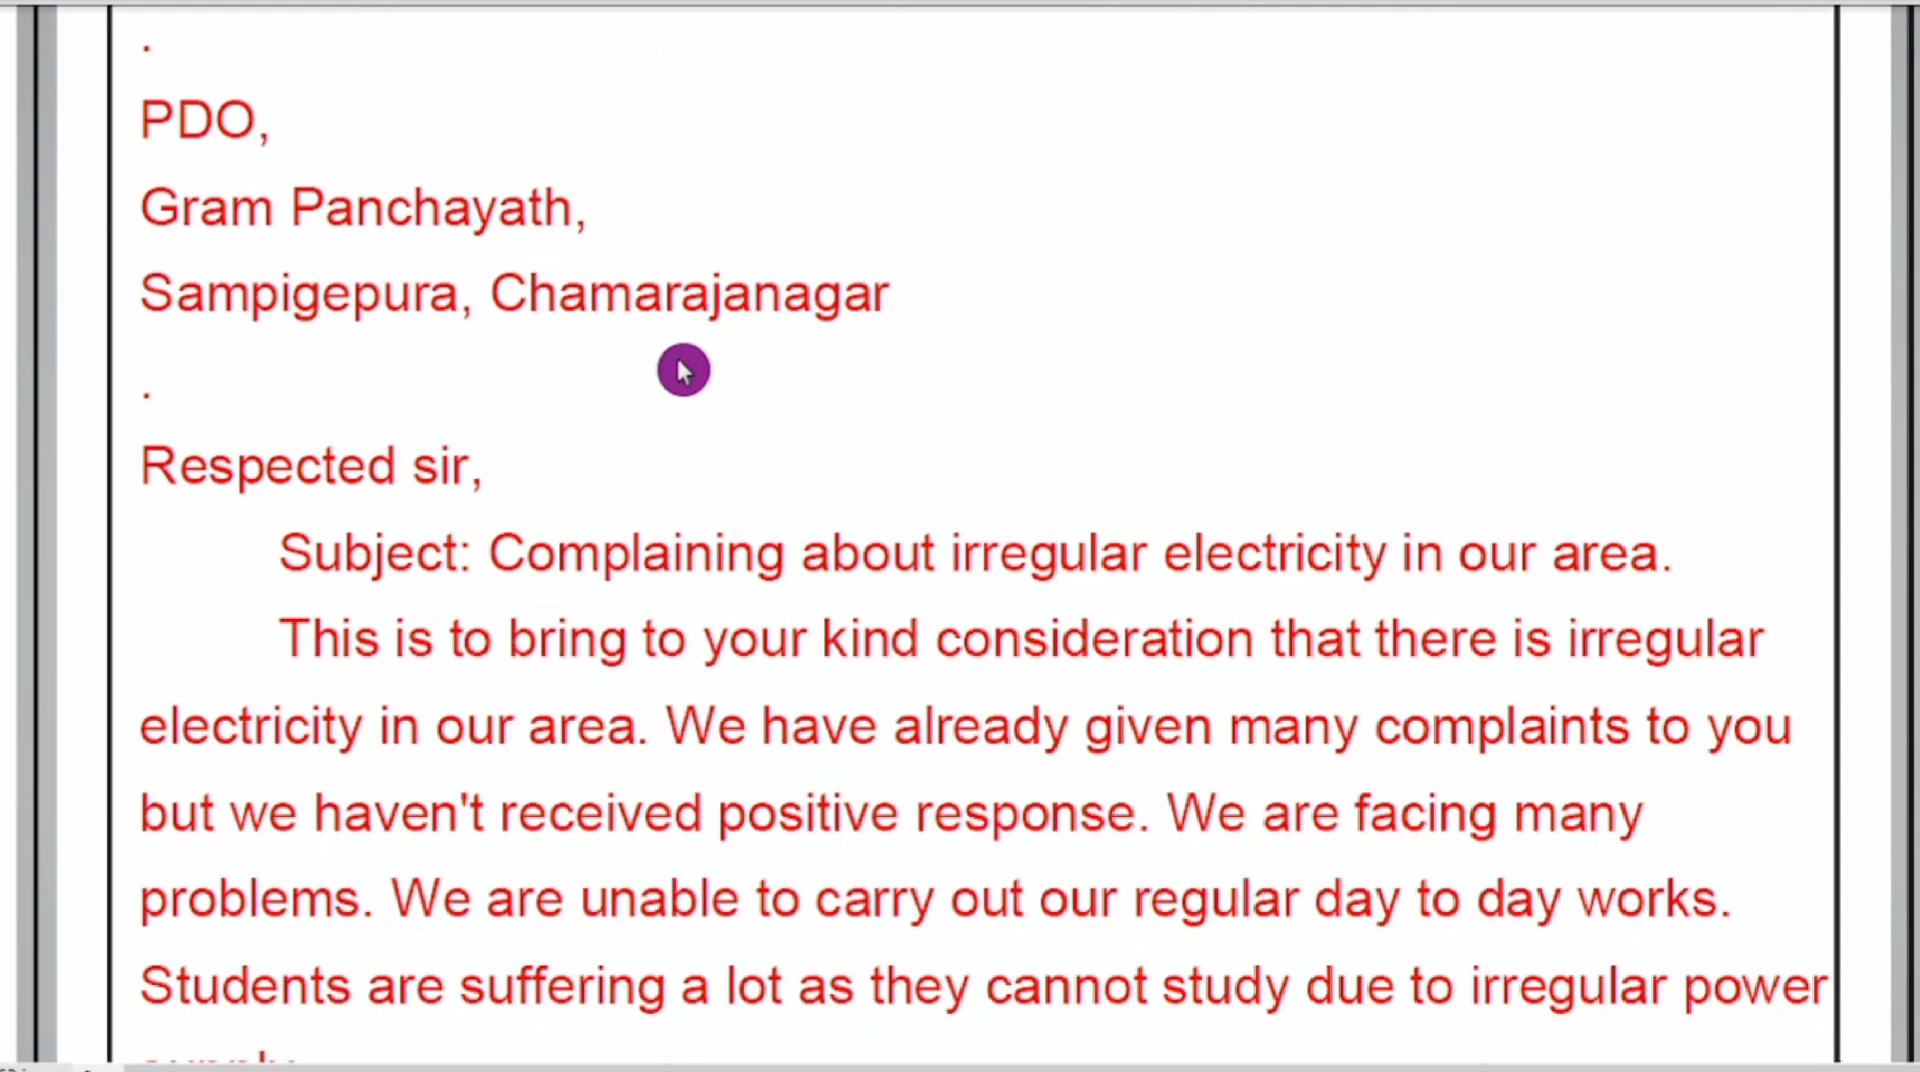 .
PDO,
Gram Panchayath,
Sampigepura, Chamarajanagar
.
Respected sir,
Subject: Complaining about irregular electricity in our area.
This is to bring to your kind consideration that there is irregular
electricity in our area. We have already given many complaints to you
but we haven't received positive response. We are facing many
problems. We are unable to carry out our regular day to day works.
Students are suffering a lot as they cannot study due to irregular power